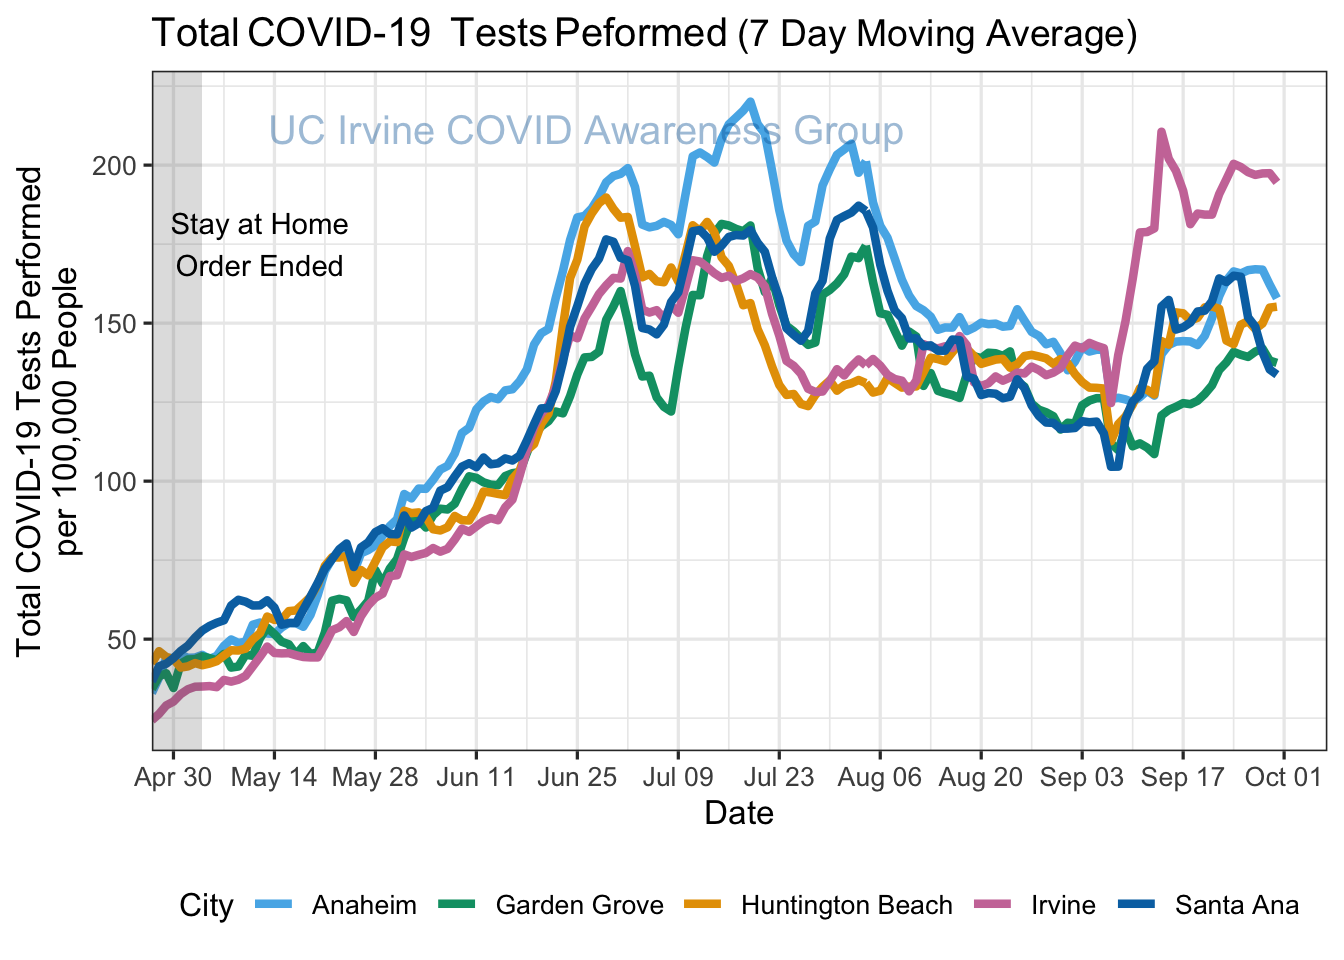 Total COVID-19  Tests Peformed (7 Day Moving Average)
UC Irvine COVID Awareness Group
Stay at Home
Order Ended
Total COVID-19 Tests Performed
per 100,000 People
200
150
100
50
Apr 30 May 14 May 28 Jun 11 Jun 25 Jul 09 Jul 23 Aug 06 Aug 20 Sep 03 Sep 17 Oct 01
Date
City Anaheim Garden Grove Huntington Beach Irvine Santa Ana